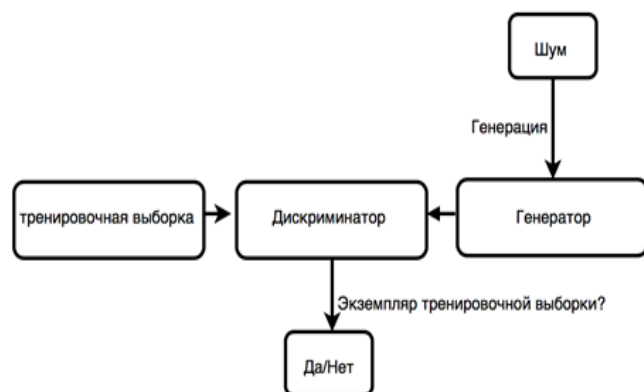 Шум
Генерация
тренировочная выборка
Дискриминатор
Генератор
Экземпляр тренировочной выборки?
Да/Нет